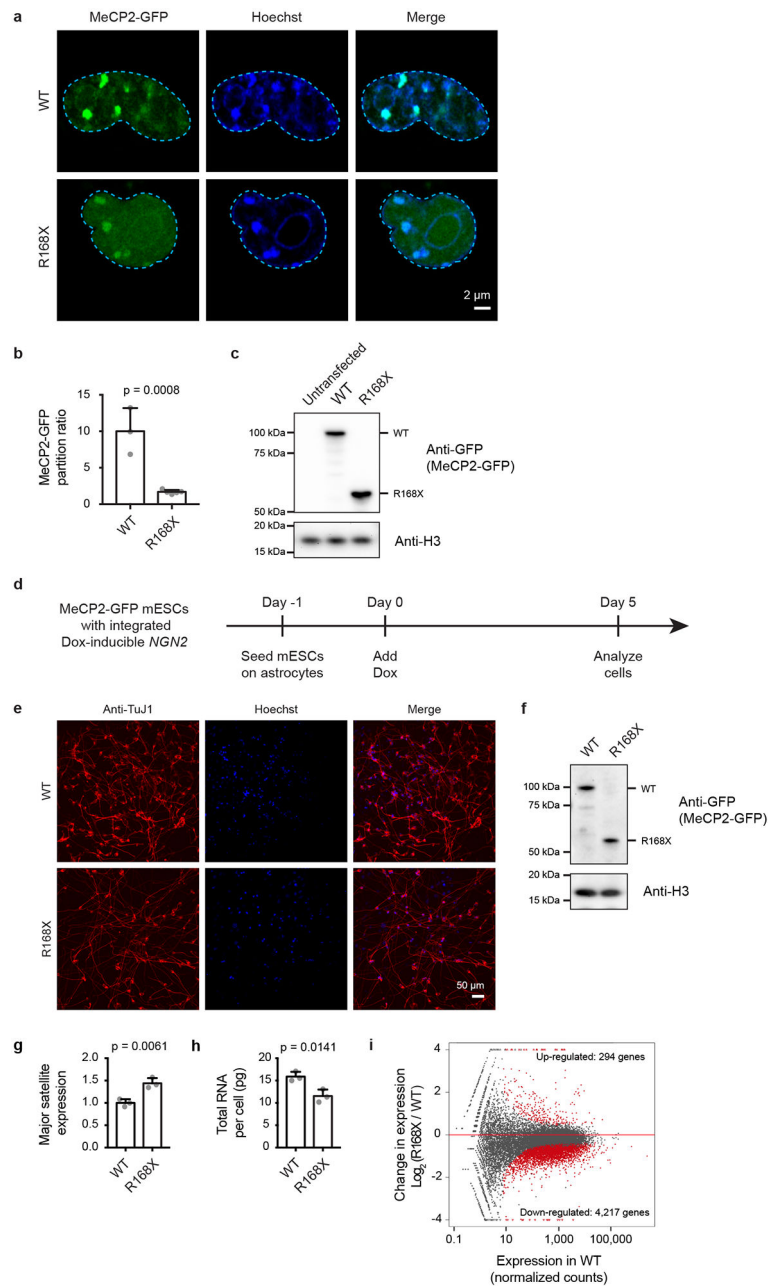 a
MeCP2-GFP Hoechst Merge
WT
R168X
2 µm
b
p = 0.0008
MeCP2-GFP
partition ratio
15
10
5
0
WT R168X
c
Untransfected WT R168X
100 kDa
75 kDa
50 kDa
WT
R168X
Anti-GFP
(MeCP2-GFP)
20 kDa
15 kDa
Anti-H3
d
MeCP2-GFP mESCs
with integrated
Dox-inducible NGN2
Day -1 Day 0 Day 5
Seed mESCs
on astrocytes
Add
Dox
Analyze
cells
e
Anti-TuJ1 Hoechst Merge
WT
R168X
50 µm
f
WT R168X
100 kDa
75 kDa
50 kDa
WT
R168X
Anti-GFP
(MeCP2-GFP)
20 kDa
15 kDa
Anti-H3
g
p = 0.0061
Major satellite
expression
2.0
1.5
1.0
0.5
0.0
WT R168X
h
p = 0.0141
Total RNA
per cell (pg)
20
15
10
5
0
WT R168X
i
Change in expression
Log2 (R168X / WT)
4
2
0
-2
-4
Up-regulated: 294 genes
Down-regulated: 4,217 genes
0.1 10 1,000 100,000
Expression in WT
(normalized counts)